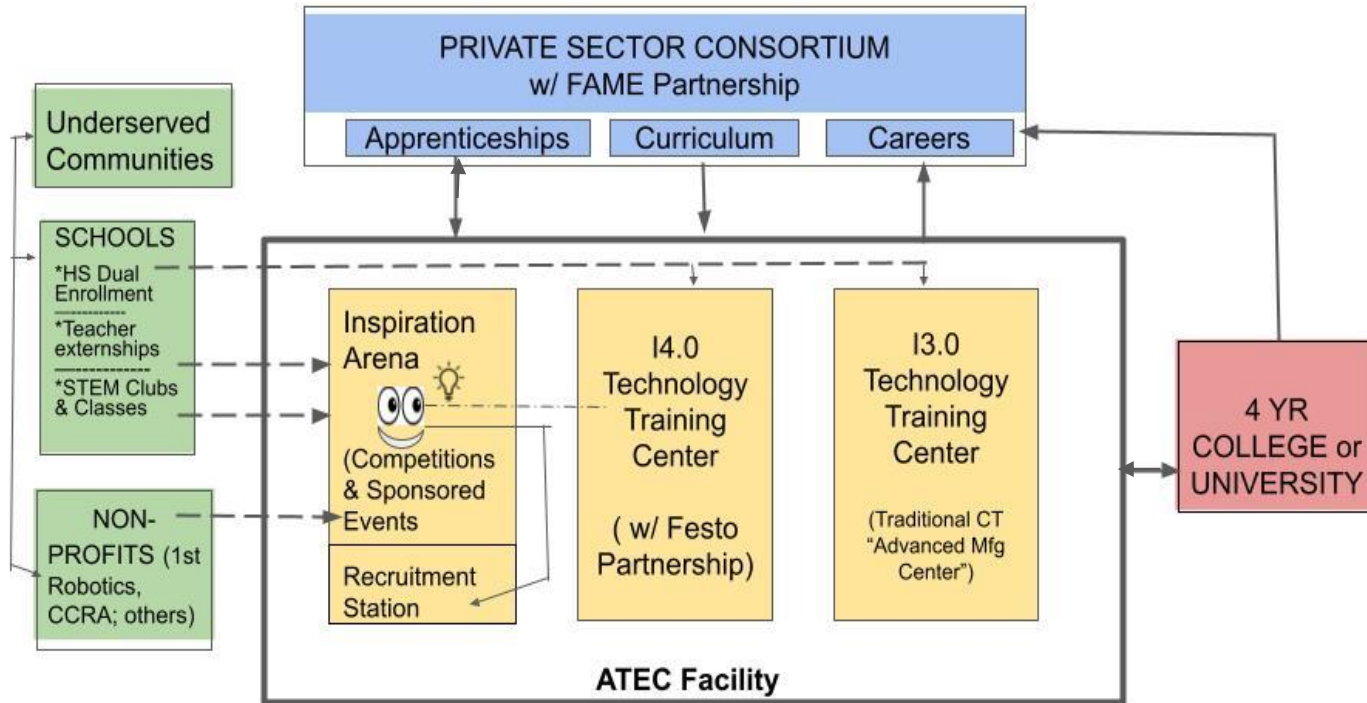 PRIVATE SECTOR CONSORTIUM
w/ FAME Partnership
Apprenticeships
Curriculum
Careers
Underserved
Communities
SCHOOLS
*HS Dual
Enrollment
-------------
*Teacher
externships
---------------
*STEM Clubs
& Classes
NON-
PROFITS (1st
Robotics,
CCRA; others)
Inspiration
Arena
(Competitions
& Sponsored
Events
Recruitment
Station
I4.0
Technology
Training
Center
( w/ Festo
Partnership)
I3.0
Technology
Training
Center
(Traditional CT
“Advanced Mfg
Center”)
4 YR
COLLEGE or
UNIVERSITY
ATEC Facility